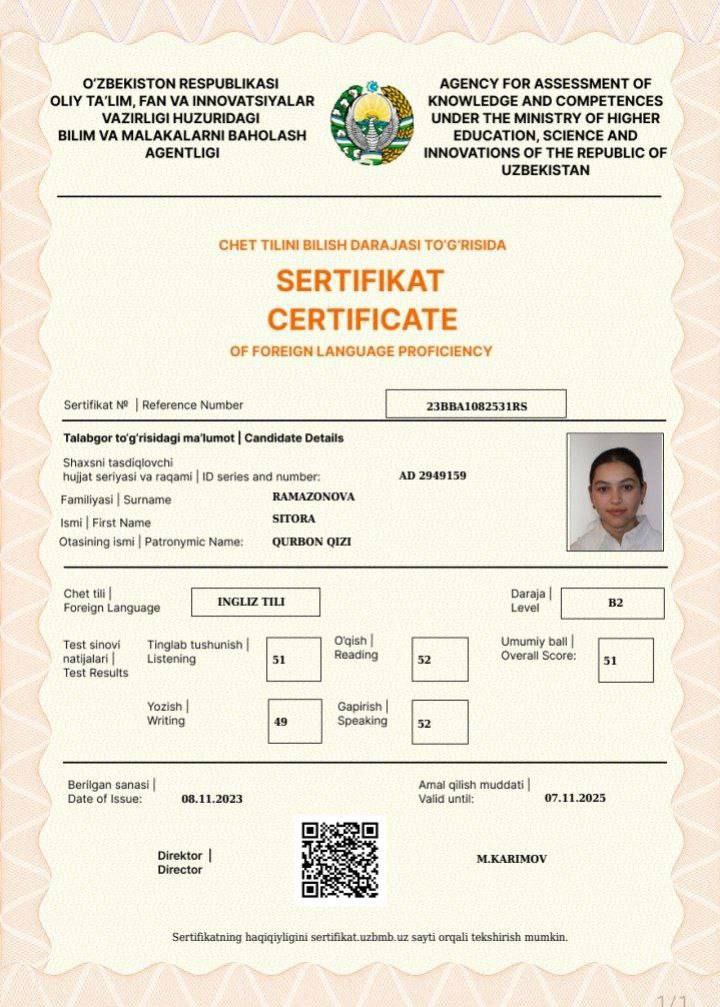 O‘ZBEKISTON RESPUBLIKASI
OLIY TA’LIM, FAN VA INNOVATSIYALAR
VAZIRLIGI HUZURIDAGI
BILIM VA MALAKALARNI BAHOLASH
AGENTLIGI
AGENCY FOR ASSESSMENT OF
KNOWLEDGE AND COMPETENCES
UNDER THE MINISTRY OF HIGHER
EDUCATION, SCIENCE AND
INNOVATIONS OF THE REPUBLIC OF
UZBEKISTAN
CHET TILINI BILISH DARAJASI TO‘G‘RISIDA
SERTIFIKAT
CERTIFICATE
OF FOREIGN LANGUAGE PROFICIENCY
Sertifikat № | Reference Number 23BBA1082531RS
Talabgor to‘g‘risidagi ma’lumot | Candidate Details
Shaxsni tasdiqlovchi
hujjat seriyasi va raqami | ID series and number: AD 2949159
Familiyasi | Surname RAMAZONOVA
Ismi | First Name SITORA
Otasining ismi | Patronymic Name: QURBON QIZI
Chet tili |
Foreign Language
INGLIZ TILI
Daraja |
Level
B2
Test sinovi
natijalari |
Test Results
Tinglab tushunish |
Listening
51
O‘qish |
Reading
52
Umumiy ball |
Overall Score:
51
Yozish |
Writing
49
Gapirish |
Speaking
52
Berilgan sanasi |
Date of Issue: 08.11.2023
Amal qilish muddati |
Valid until: 07.11.2025
Direktor |
Director
M.KARIMOV
Sertifikatning haqiqiyligini sertifikat.uzbmb.uz sayti orqali tekshirish mumkin.
1/1